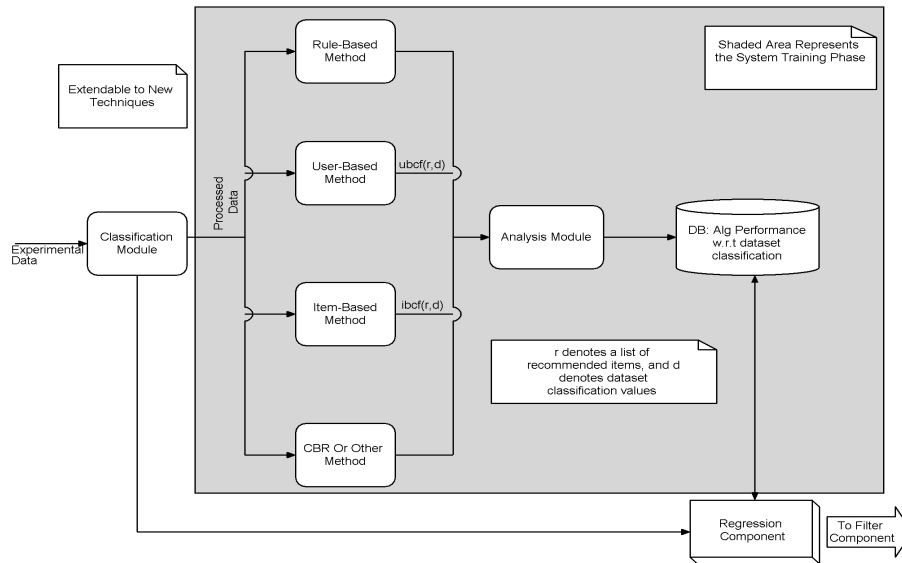 Rule-Based
Method
Shaded Area Represents
the System Training Phase
Extendable to New
Techniques
User-Based
Method
ubcf(r,d)
Processed
Data
Experimental
Data
Classification
Module
Analysis Module
DB: Alg Performance
w.r.t dataset
classification
Item-Based
Method
ibcf(r,d)
r denotes a list of
recommended items, and d
denotes dataset
classification values
CBR Or Other
Method
Regression
Component
To Filter
Component